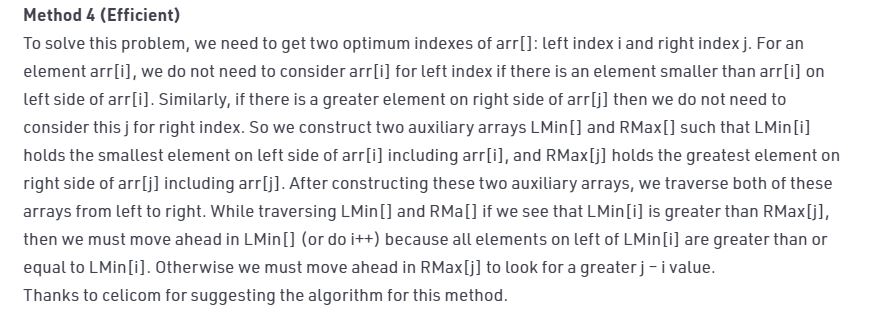 Method 4 (Efficient)
To solve this problem, we need to get two optimum indexes of arr[]: left index i and right index j. For an
element arr[i], we do not need to consider arr[i] for left index if there is an element smaller than arr[i] on
left side of arr[i]. Similarly, if there is a greater element on right side of arr[j] then we do not need to
consider this j for right index. So we construct two auxiliary arrays LMin[] and RMax[] such that LMin[i]
holds the smallest element on left side of arr[i] including arr[i], and RMax[j] holds the greatest element on
right side of arr[j] including arr[j]. After constructing these two auxiliary arrays, we traverse both of these
arrays from left to right. While traversing LMin[] and RMa[] if we see that LMin[i] is greater than RMax[j],
then we must move ahead in LMin[] (or do i++) because all elements on left of LMin[i] are greater than or
equal to LMin[i]. Otherwise we must move ahead in RMax[j] to look for a greater j – i value.
Thanks to celicom for suggesting the algorithm for this method.